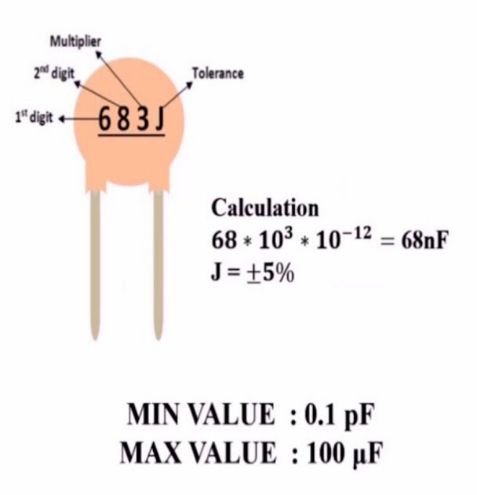 Multiplier
2nd digit
Tolerance
1st digit
683J
Calculation
68 * 10³ * 10⁻¹² = 68nF
J = ±5%
MIN VALUE : 0.1 pF
MAX VALUE : 100 µF